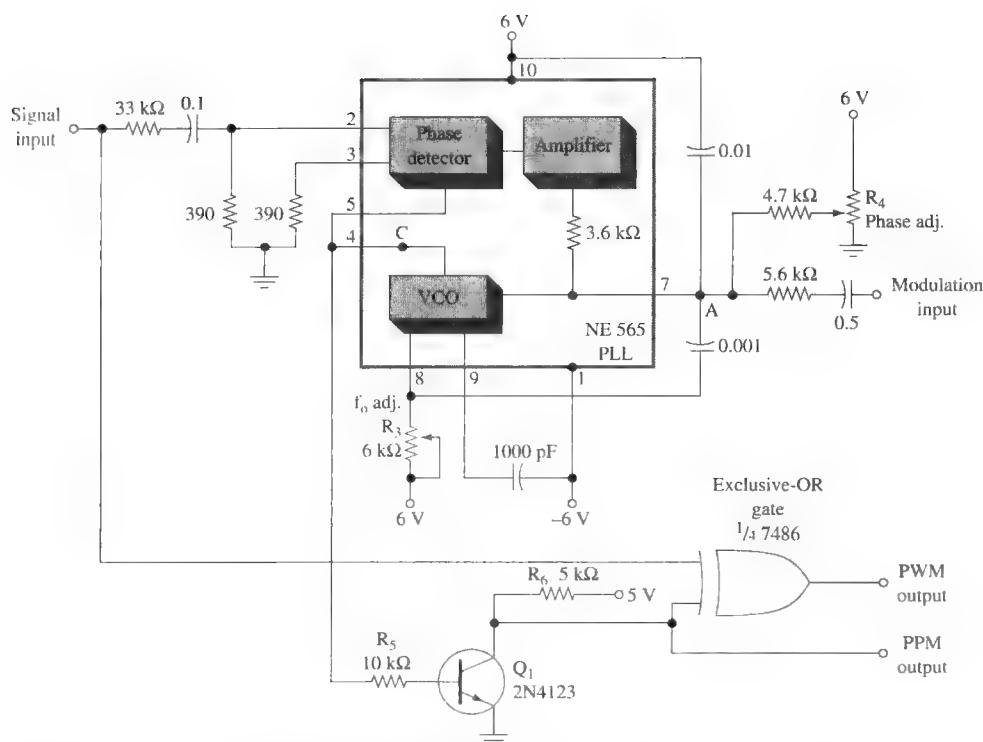 6 V
10
Signal
input
33 kΩ
0.1
2
3
5
4
C
390
390
Phase
detector
Amplifier
3.6 kΩ
VCO
7
A
NE 565
PLL
8
9
1
0.01
6 V
4.7 kΩ
R4
Phase adj.
5.6 kΩ
0.5
Modulation
input
0.001
fo adj.
R3
6 kΩ
6 V
1000 pF
–6 V
Exclusive-OR
gate
1/4 7486
R6 5 kΩ
5 V
PWM
output
PPM
output
R5
10 kΩ
Q1
2N4123